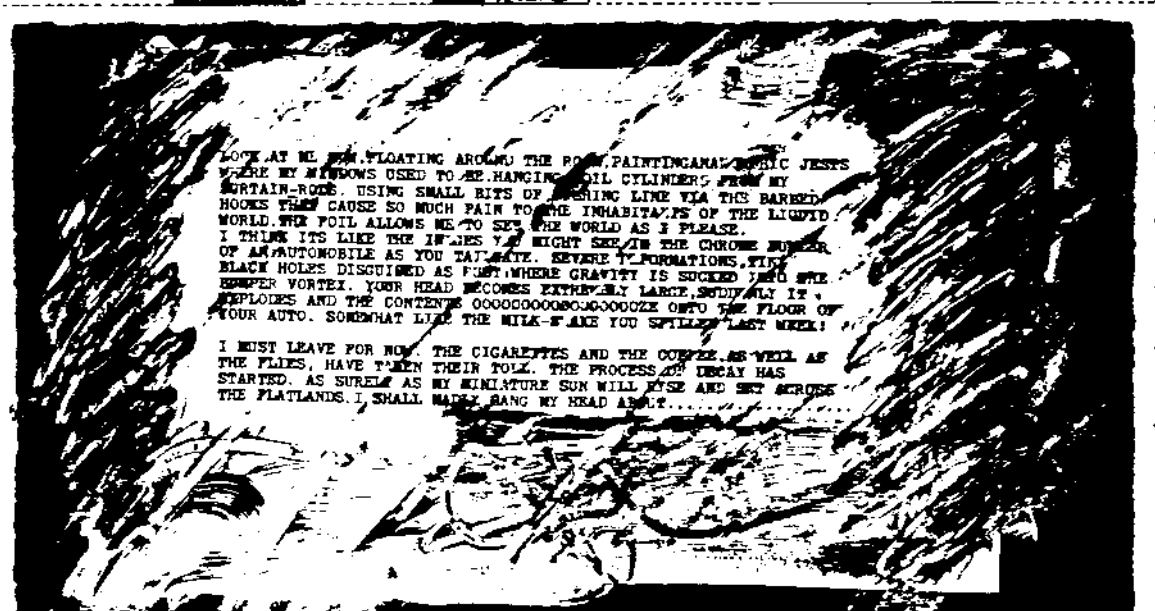 LOOK AT ME NOW.FLOATING AROUND THE ROOM.PAINTING JESTS
WHERE MY WINDOWS USED TO BE.HANGING FOIL CYLINDERS FROM MY
KURTAIN-RODS. USING SMALL BITS OF FISHING LINE VIA THE BARBED
HOOKS THEY CAUSE SO MUCH PAIN TO THE INHABITANTS OF THE LIQUID
WORLD.THE FOIL ALLOWS ME TO SEE THE WORLD AS I PLEASE.
I THINK ITS LIKE THE IMAGES YOU MIGHT SEE IN THE CHROME BUMPER
OF AN AUTOMOBILE AS YOU TAILGATE. SEVERE DEFORMATIONS,TINY
BLACK HOLES DISGUISED AS WHERE GRAVITY IS SUCKED INTO THE
BUMPER VORTEX. YOUR HEAD BECOMES EXTREMELY LARGE.SUDDENLY IT
EXPLODES AND THE CONTENTS ONTO THE FLOOR OF
YOUR AUTO. SOMEWHAT LIKE THE MILK-SHAKE YOU SPILLED LAST WEEK!
I MUST LEAVE FOR NOW. THE CIGARETTES AND THE COFFEE.AS WELL AS
THE FLIES, HAVE TAKEN THEIR TOLL. THE PROCESS OF DECAY HAS
STARTED. AS SURELY AS MY MINIATURE SUN WILL RYSE AND SET ACROSS
THE FLATLANDS.I SHALL MADLY BANG MY HEAD ABOUT..................